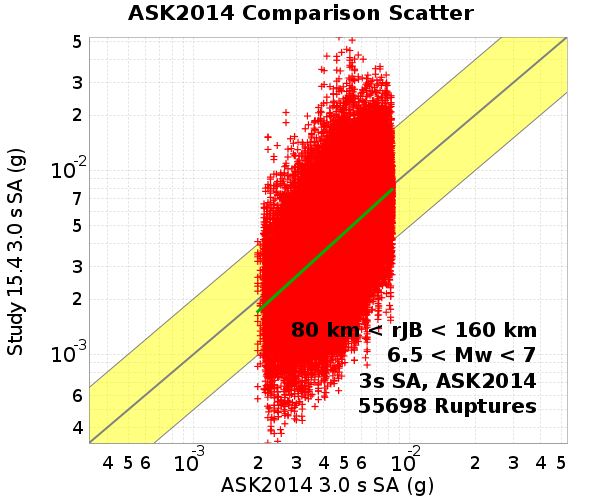 ASK2014 Comparison Scatter
Study 15.4 3.0 s SA (g)
5
3
2
10-2
7
5
3
2
10-3
6
4
80 km < rJB < 160 km
6.5 < Mw < 7
3s SA, ASK2014
55698 Ruptures
4 5 6 10-3 2 3 4 5 6 10-2 2 3 4 5
ASK2014 3.0 s SA (g)